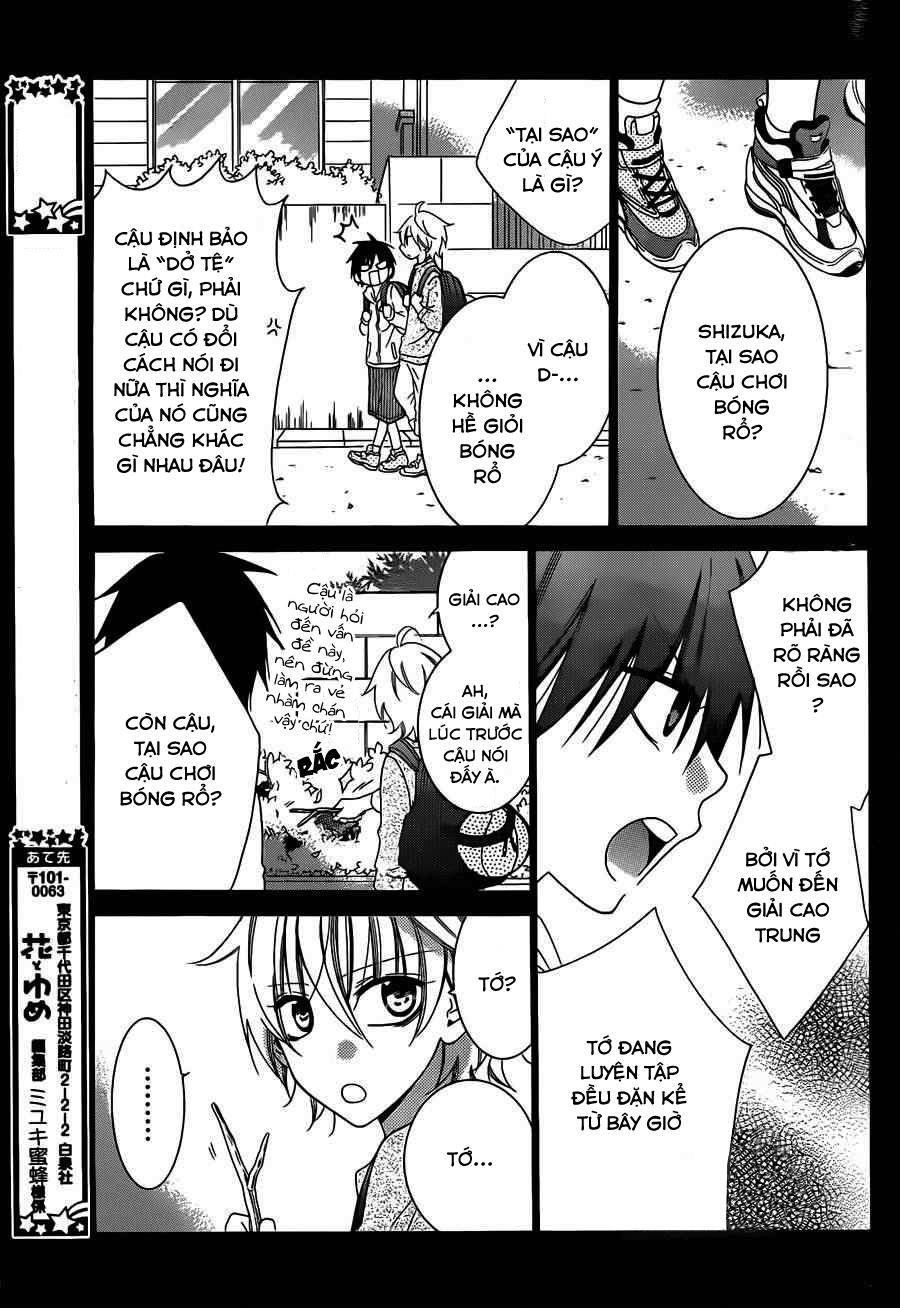 SHIZUKA,
TẠI SAO
CẬU CHƠI
BÓNG
RỔ?
"TẠI SAO"
CỦA CẬU Ý
LÀ GÌ?
VÌ CẬU
D-...
...
KHÔNG
HỀ GIỎI
BÓNG
RỔ
CẬU ĐỊNH BẢO
LÀ "DỞ TỆ"
CHỨ GÌ, PHẢI
KHÔNG? DÙ
CẬU CÓ ĐỔI
CÁCH NÓI ĐI
NỮA THÌ NGHĨA
CỦA NÓ CŨNG
CHẲNG KHÁC
GÌ NHAU ĐÂU!
KHÔNG
PHẢI ĐÃ
RÕ RÀNG
RỒI SAO
?
BỞI VÌ TỚ
MUỐN ĐẾN
GIẢI CAO
TRUNG
TỚ ĐANG
LUYỆN TẬP
ĐỀU ĐẶN KỂ
TỪ BÂY GIỜ
GIẢI CAO
...?
AH,
CÁI GIẢI MÀ
LÚC TRƯỚC
CẬU NÓI
ĐẤY À.
RẮC
Cậu là
người hỏi
đến vấn
đề này,
nên đừng
làm ra vẻ
nhàm chán
vậy chứ!
CÒN CẬU,
TẠI SAO
CẬU CHƠI
BÓNG RỔ?
TỚ?
TỚ...
.........
あて先
〒101-
0063
東京都千代田区神田淡路町2-2-2 白泉社
花とゆめ
編集部 ミユキ蜜蜂様係